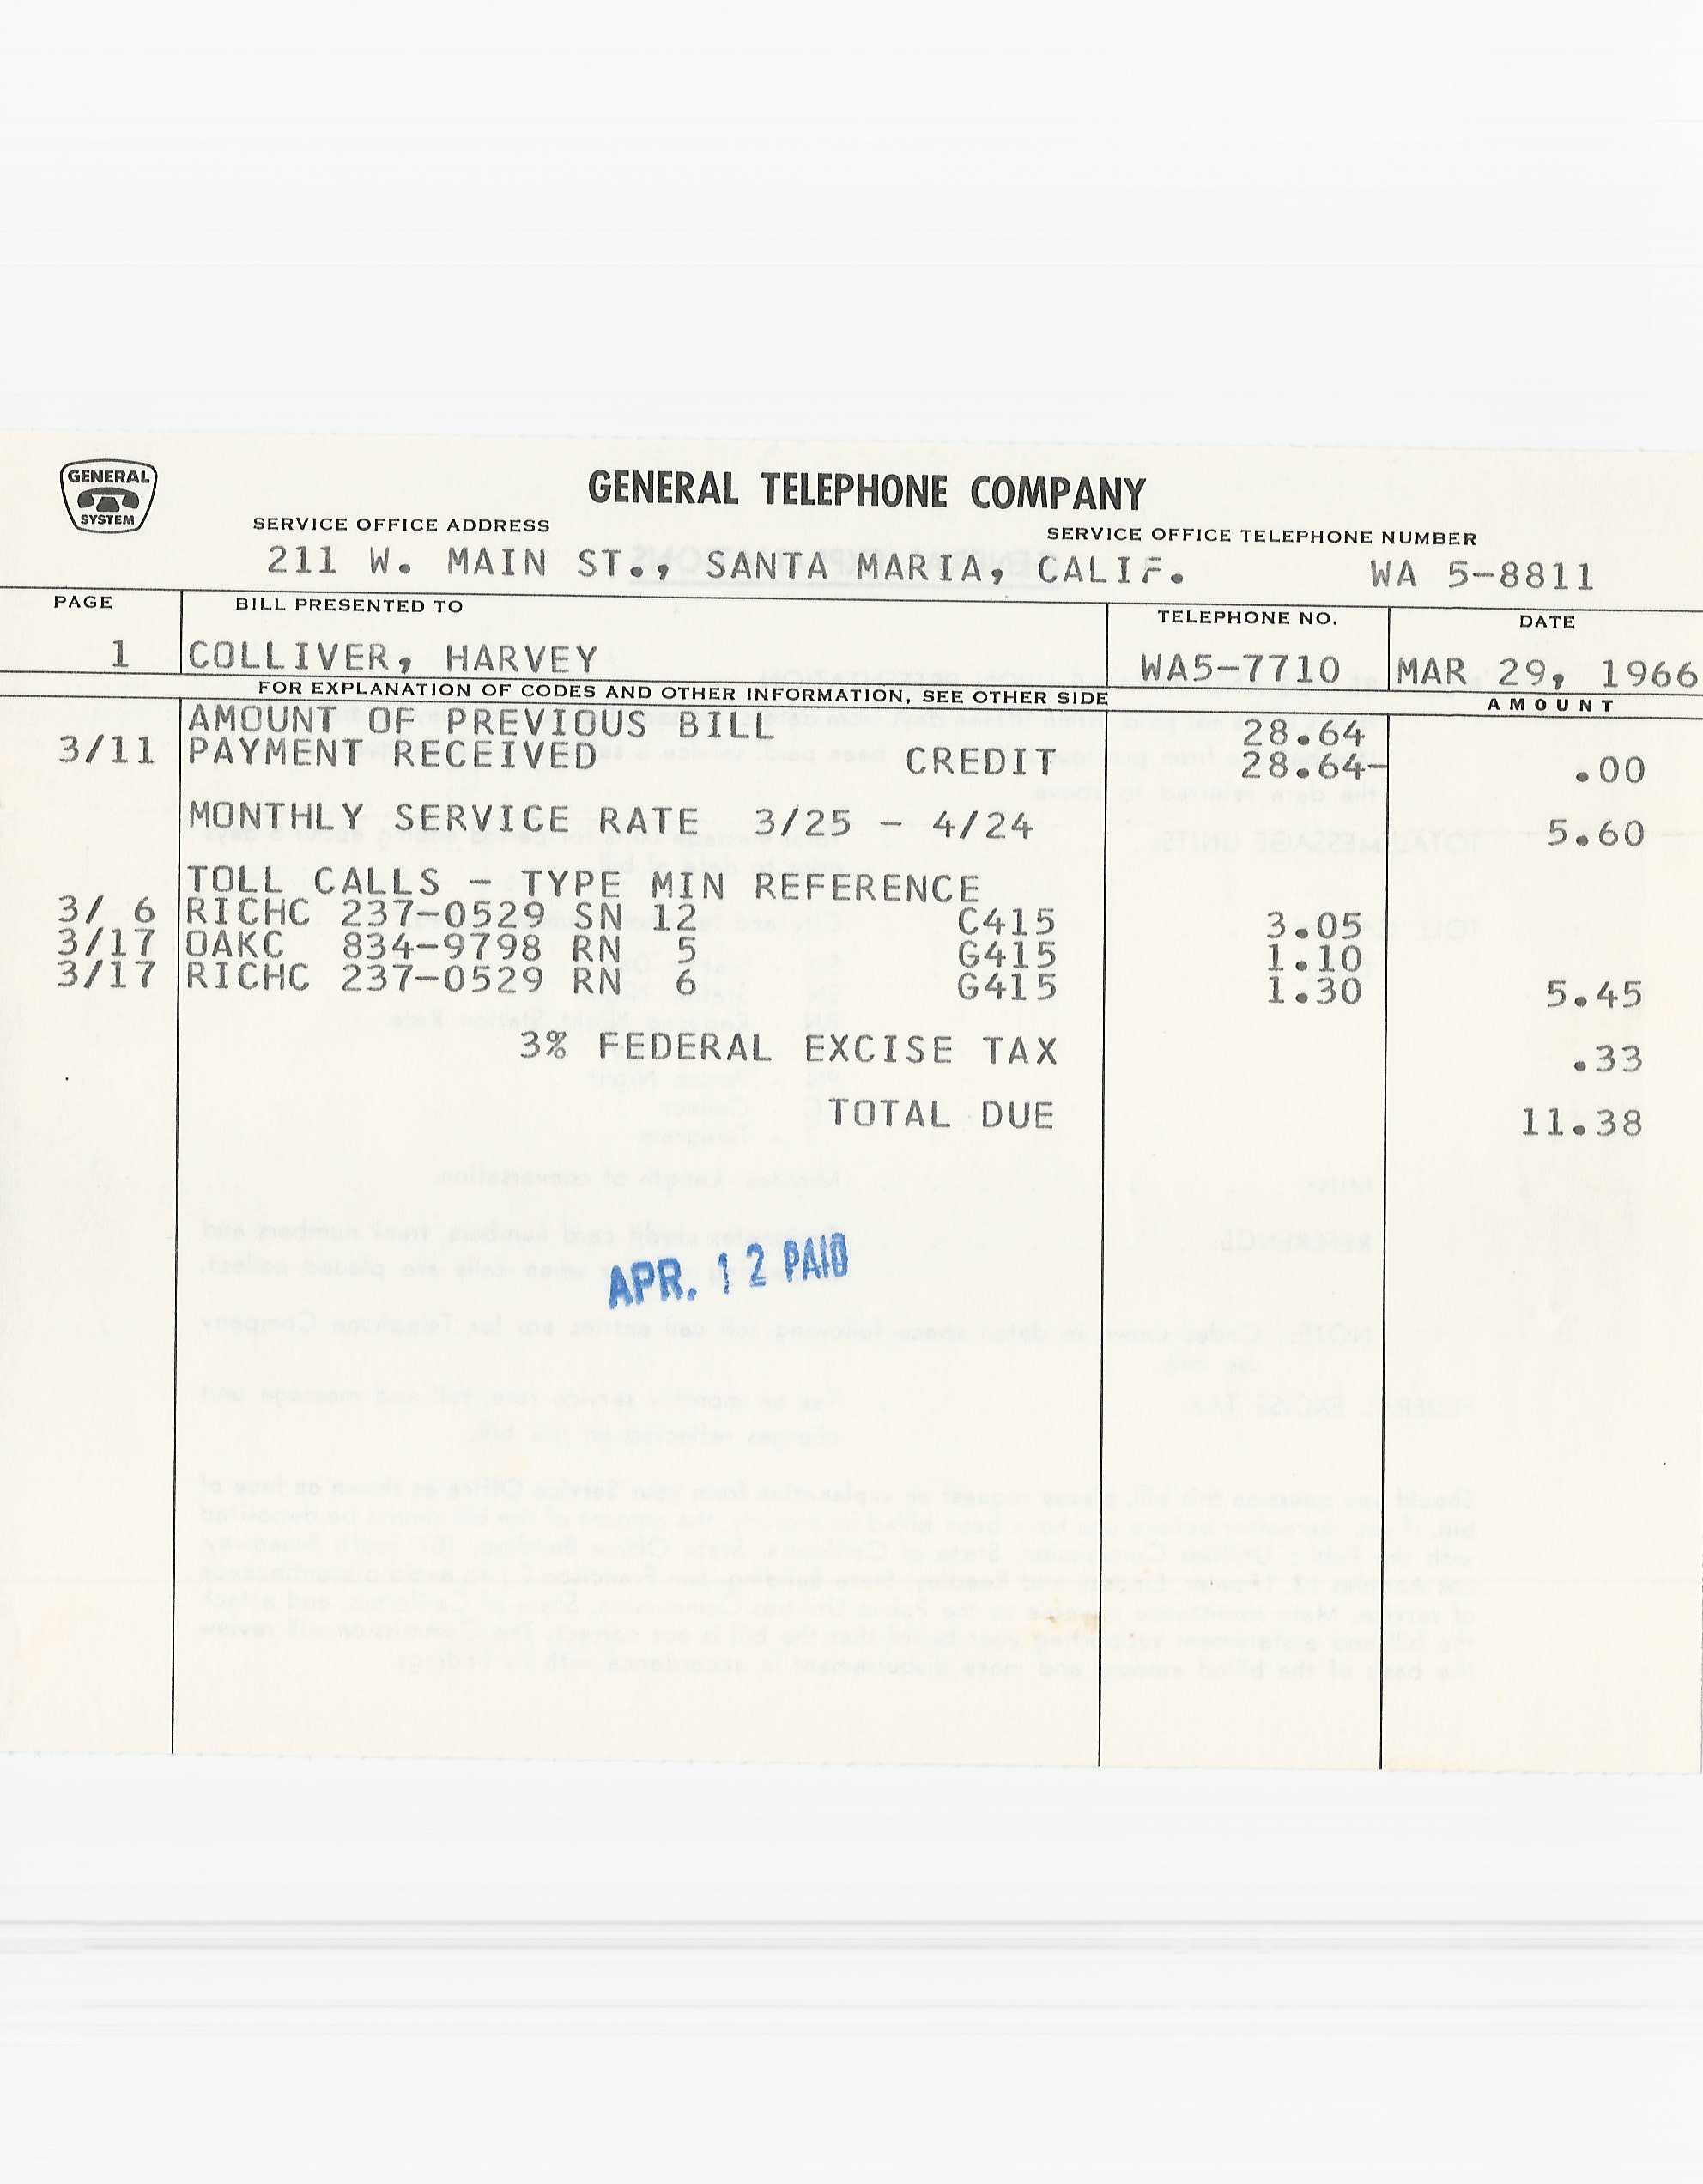 GENERAL
SYSTEM
GENERAL TELEPHONE COMPANY
SERVICE OFFICE ADDRESS SERVICE OFFICE TELEPHONE NUMBER
211 W. MAIN ST., SANTA MARIA, CALIF. WA 5-8811
PAGE BILL PRESENTED TO TELEPHONE NO. DATE
1 COLLIVER, HARVEY WA5-7710 MAR 29, 1966
FOR EXPLANATION OF CODES AND OTHER INFORMATION, SEE OTHER SIDE AMOUNT
AMOUNT OF PREVIOUS BILL 28.64
3/11 PAYMENT RECEIVED CREDIT 28.64- .00
MONTHLY SERVICE RATE 3/25 - 4/24 5.60
TOLL CALLS - TYPE MIN REFERENCE
3/ 6 RICHC 237-0529 SN 12 C415 3.05
3/17 OAKC 834-9798 RN 5 G415 1.10
3/17 RICHC 237-0529 RN 6 G415 1.30 5.45
3% FEDERAL EXCISE TAX .33
TOTAL DUE 11.38
APR. 12 PAID